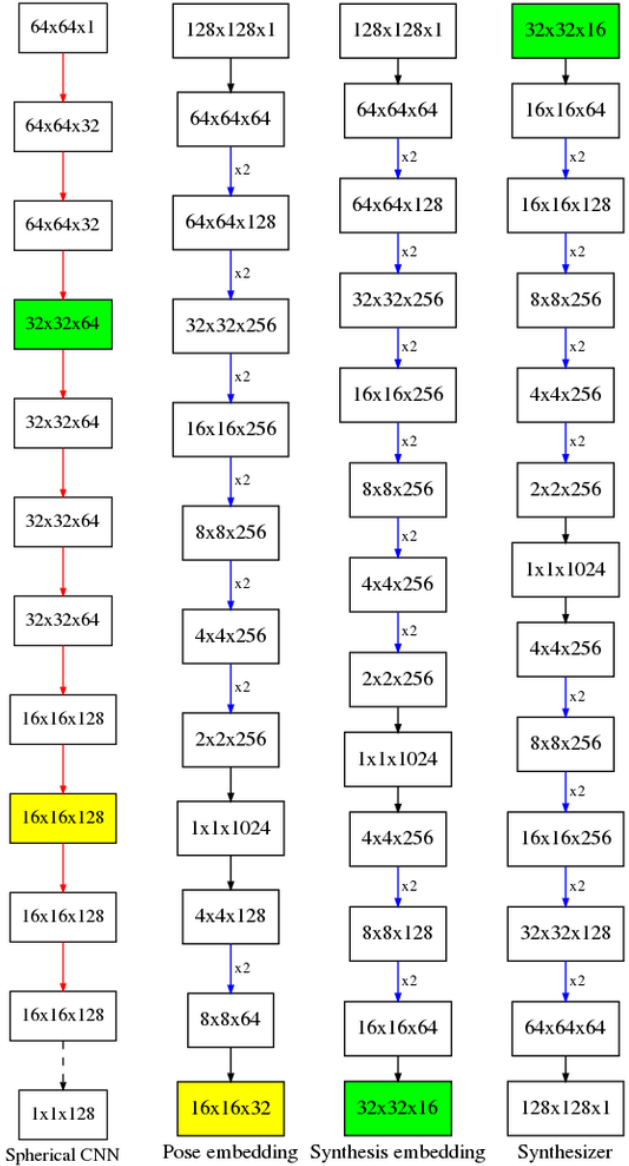 64x64x1
64x64x32
64x64x32
32x32x64
32x32x64
32x32x64
32x32x64
16x16x128
16x16x128
16x16x128
16x16x128
1x1x128
Spherical CNN
128x128x1
64x64x64
x2
64x64x128
x2
32x32x256
x2
16x16x256
x2
8x8x256
x2
4x4x256
x2
2x2x256
1x1x1024
4x4x128
x2
8x8x64
16x16x32
Pose embedding
128x128x1
64x64x64
x2
64x64x128
x2
32x32x256
x2
16x16x256
x2
8x8x256
x2
4x4x256
x2
2x2x256
1x1x1024
4x4x256
x2
8x8x128
x2
16x16x64
32x32x16
Synthesis embedding
32x32x16
16x16x64
x2
16x16x128
x2
8x8x256
x2
4x4x256
x2
2x2x256
1x1x1024
4x4x256
x2
8x8x256
x2
16x16x256
x2
32x32x128
x2
64x64x64
128x128x1
Synthesizer